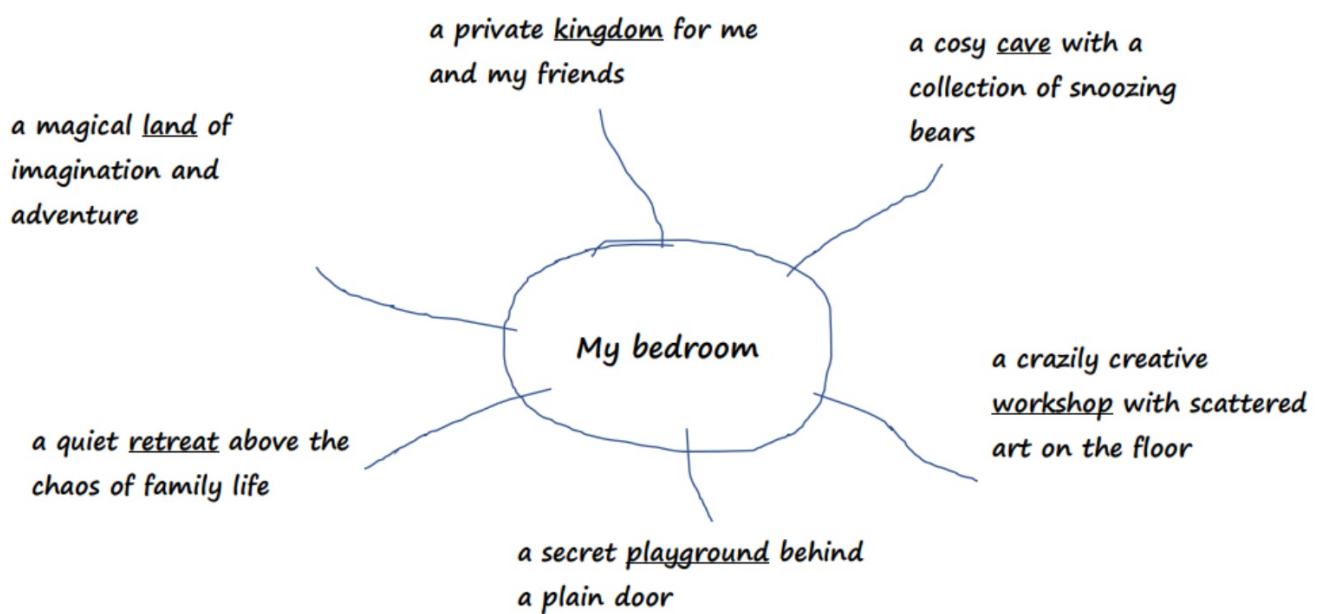 a private kingdom for me
and my friends
a cosy cave with a
collection of snoozing
bears
a magical land of
imagination and
adventure
My bedroom
a crazily creative
workshop with scattered
art on the floor
a quiet retreat above the
chaos of family life
a secret playground behind
a plain door